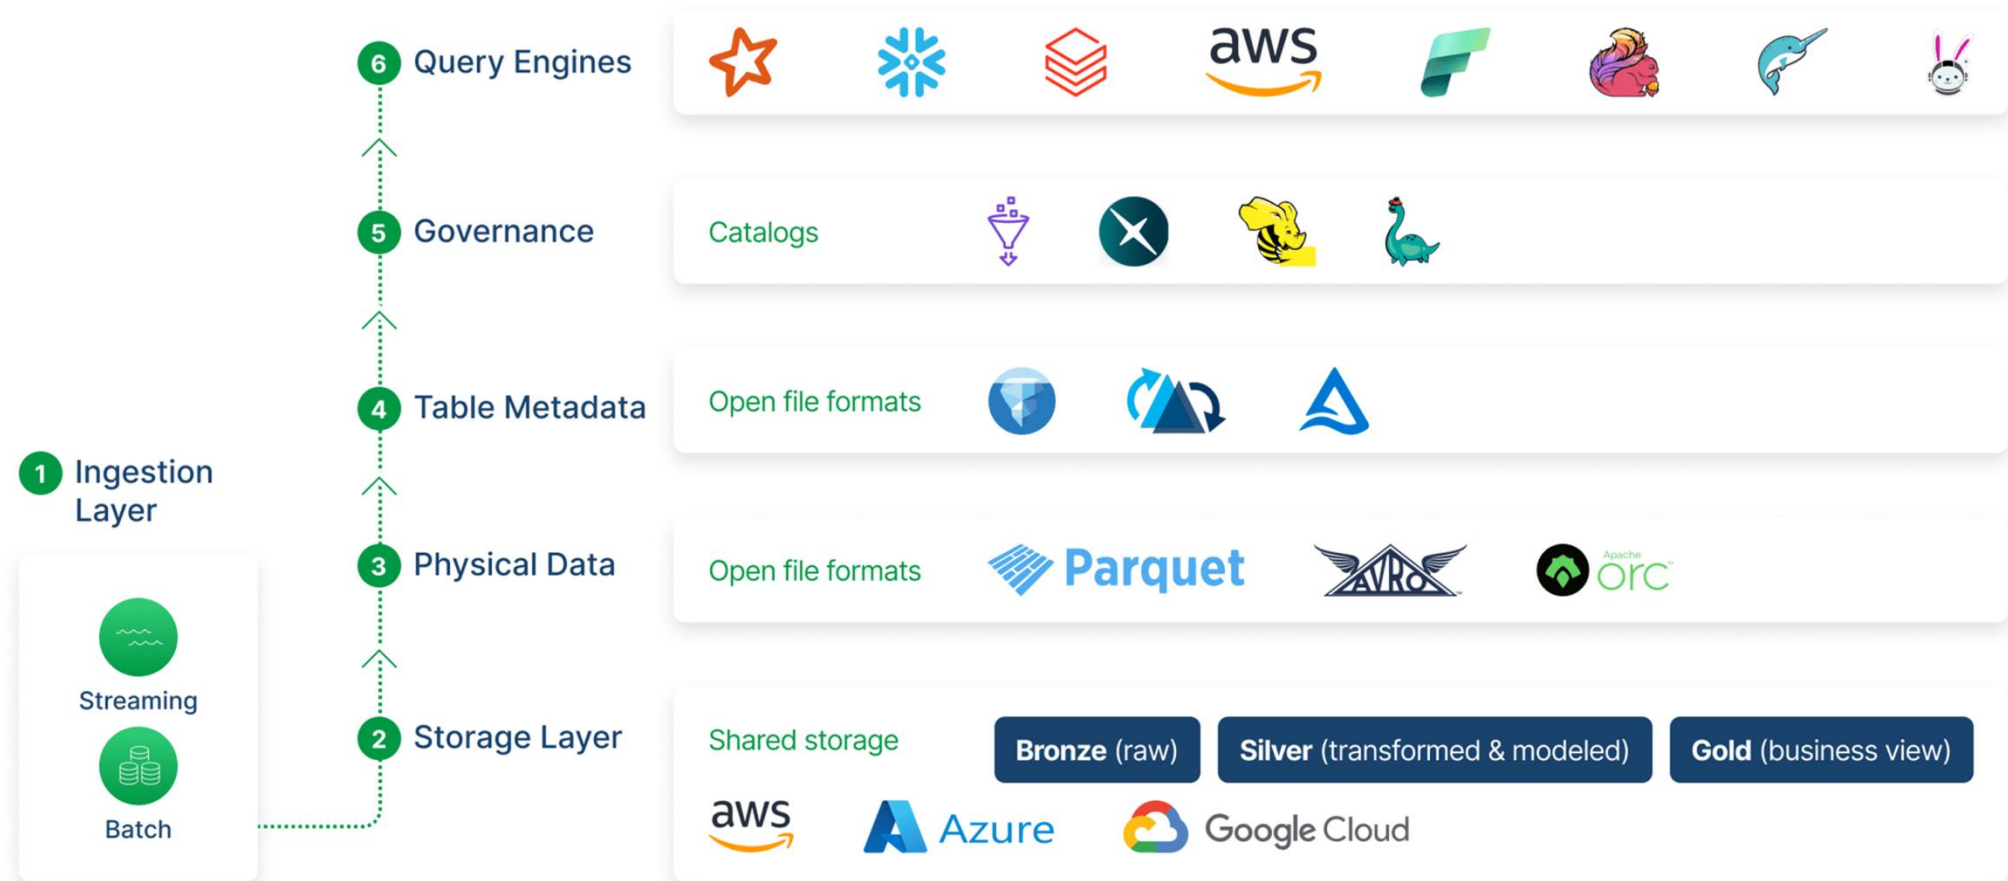 6 Query Engines
aws
5 Governance
Catalogs
4 Table Metadata
Open file formats
1 Ingestion
Layer
Streaming
Batch
3 Physical Data
Open file formats
Parquet
AVRO
Apache
orc
2 Storage Layer
Shared storage
Bronze (raw)
Silver (transformed & modeled)
Gold (business view)
aws
Azure
Google Cloud